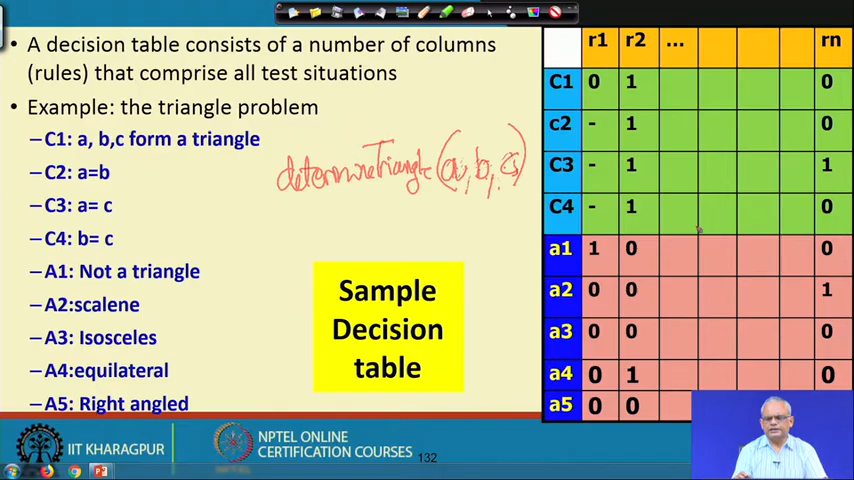 • A decision table consists of a number of columns
(rules) that comprise all test situations
• Example: the triangle problem
–C1: a, b,c form a triangle
–C2: a=b
–C3: a= c
–C4: b= c
–A1: Not a triangle
–A2:scalene
–A3: Isosceles
–A4:equilateral
–A5: Right angled
determineTriangle(a, b, c)
Sample
Decision
table
r1 r2 ... rn
C1 0 1 0
c2 - 1 0
C3 - 1 1
C4 - 1 0
a1 1 0 0
a2 0 0 1
a3 0 0 0
a4 0 1 0
a5 0 0
IIT KHARAGPUR
NPTEL ONLINE
CERTIFICATION COURSES
132